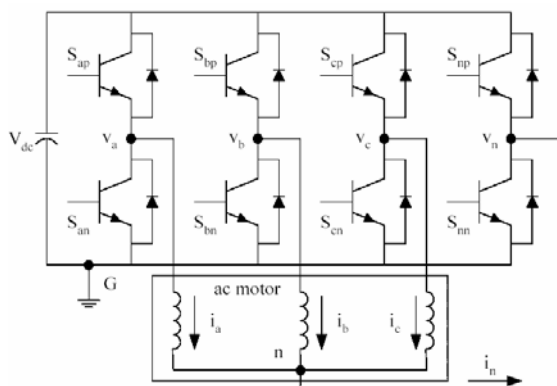 S_ap S_bp S_cp S_np
V_dc v_a v_b v_c v_n
S_an S_bn S_cn S_nn
G
ac motor
i_a i_b i_c
n
i_n